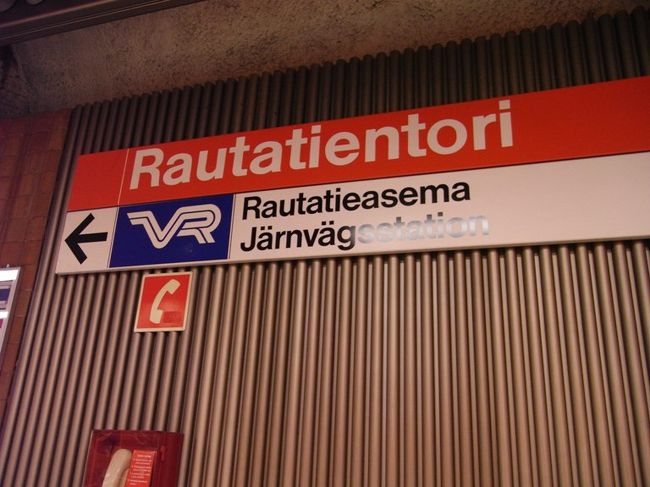 Rautatientori
VR
Rautatieasema
Järnvägsstation